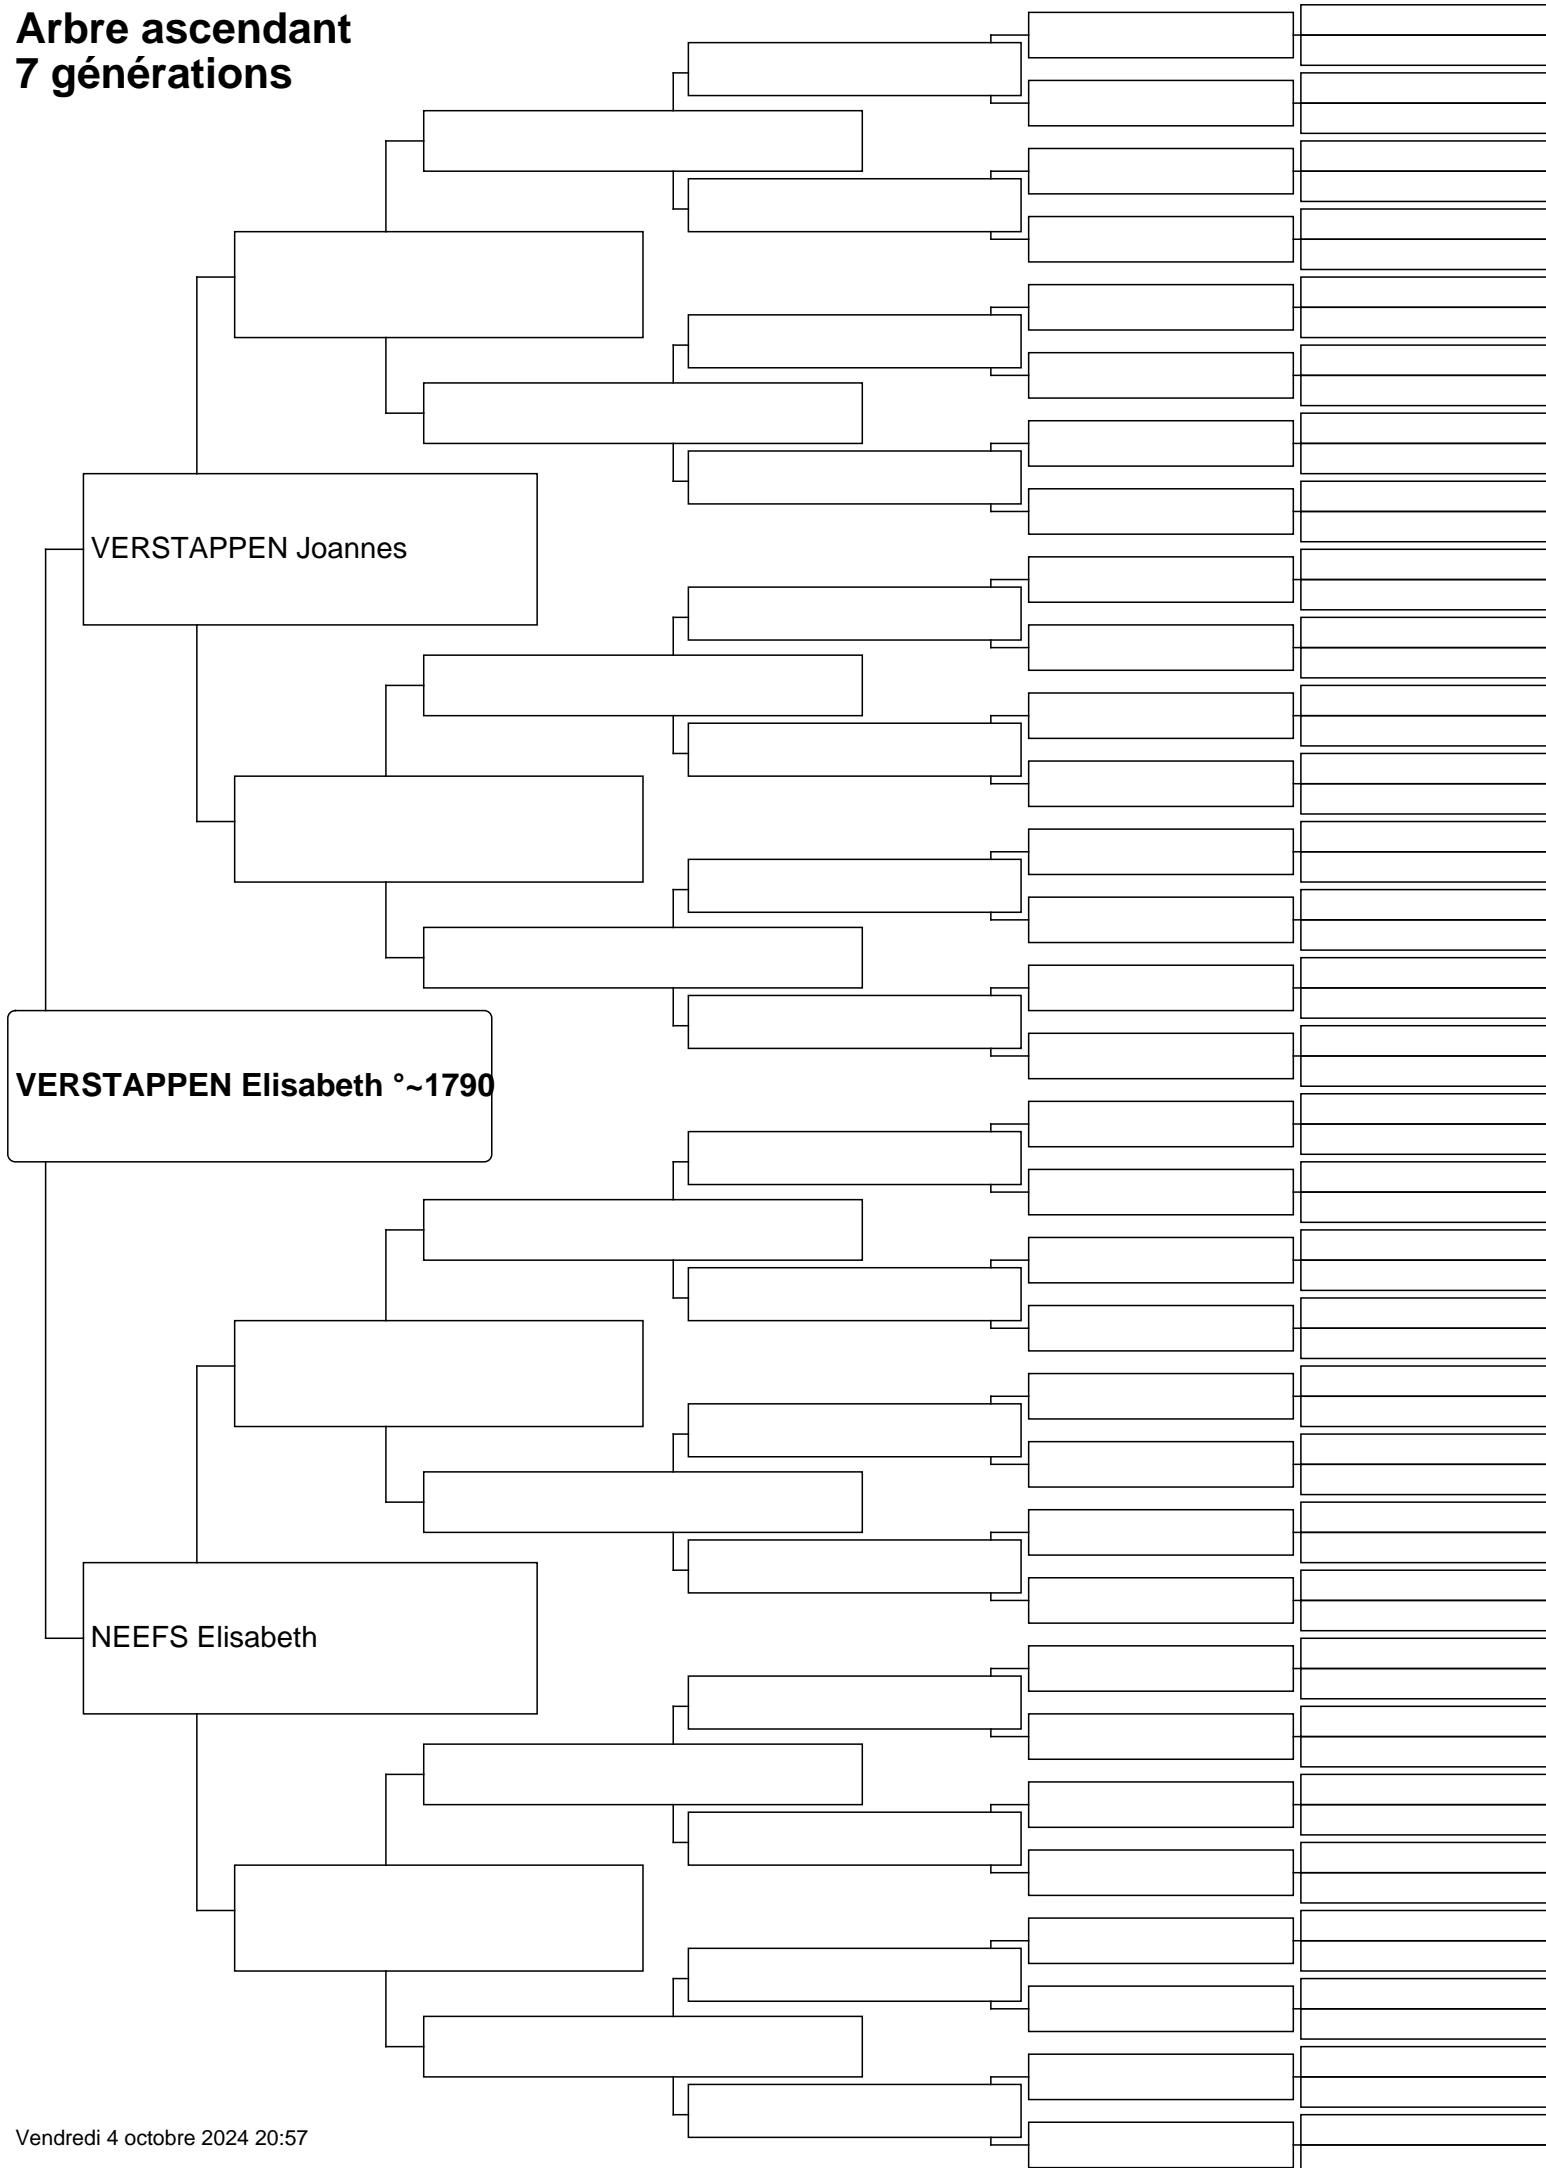 Arbre ascendant
7 générations
VERSTAPPEN Joannes
VERSTAPPEN Elisabeth °~1790
NEEFS Elisabeth
Vendredi 4 octobre 2024 20:57